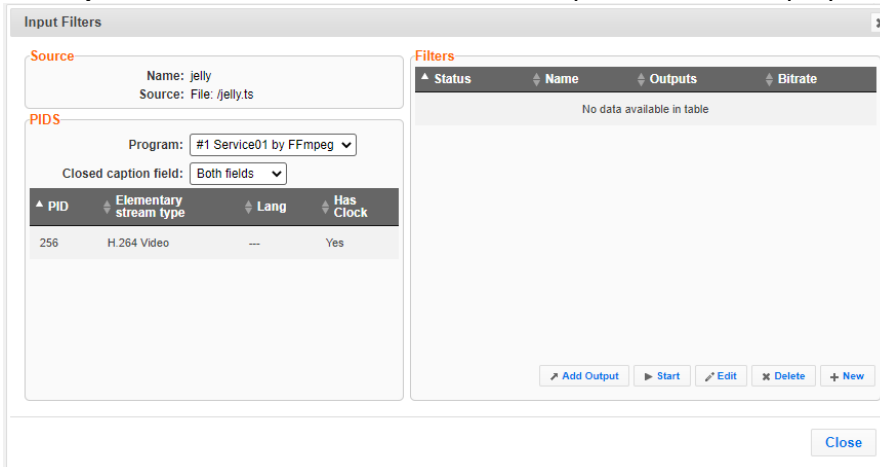 Input Filters
Source
Name: jelly
Source: File: /jelly.ts
PIDS
Program: #1 Service01 by FFmpeg
Closed caption field: Both fields
PID Elementary stream type Lang Has Clock
256 H.264 Video --- Yes
Filters
Status Name Outputs Bitrate
No data available in table
Add Output Start Edit Delete New
Close